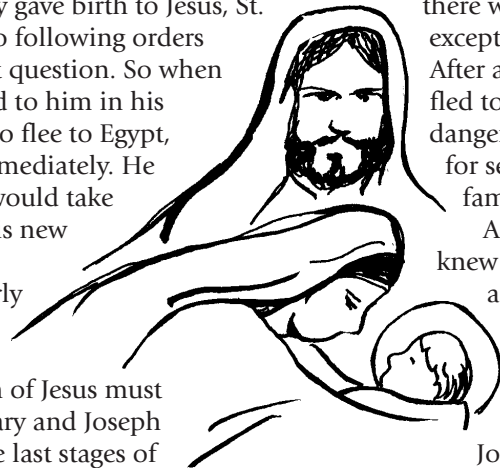 y gave birth to Jesus, St.
o following orders
question. So when
d to him in his
o flee to Egypt,
mediately. He
would take
is new
rly
n of Jesus must
ary and Joseph
e last stages of
there w
except
After a
fled to
danger
for se
fam
A
knew
a
Jo